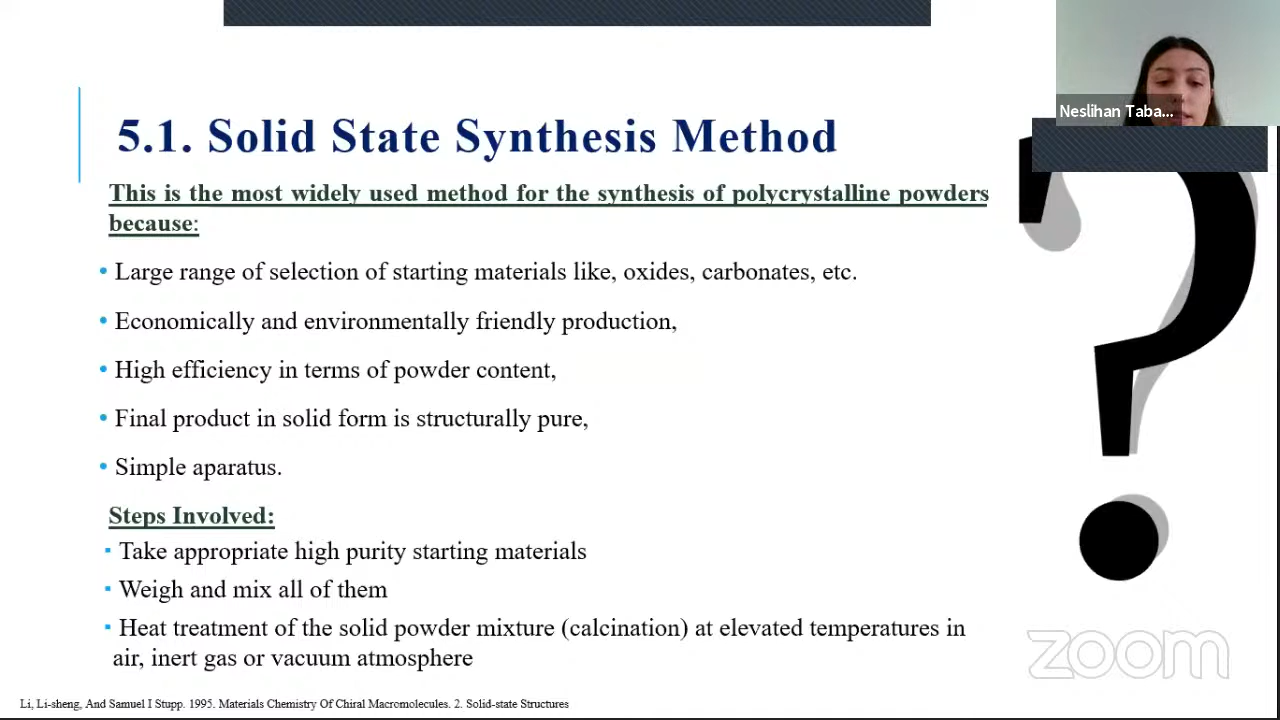 Neslihan Taba...
5.1. Solid State Synthesis Method
This is the most widely used method for the synthesis of polycrystalline powders
because:
• Large range of selection of starting materials like, oxides, carbonates, etc.
• Economically and environmentally friendly production,
• High efficiency in terms of powder content,
• Final product in solid form is structurally pure,
• Simple aparatus.
Steps Involved:
▪ Take appropriate high purity starting materials
▪ Weigh and mix all of them
▪ Heat treatment of the solid powder mixture (calcination) at elevated temperatures in
air, inert gas or vacuum atmosphere
?
zoom
Li, Li-sheng, And Samuel I Stupp. 1995. Materials Chemistry Of Chiral Macromolecules. 2. Solid-state Structures